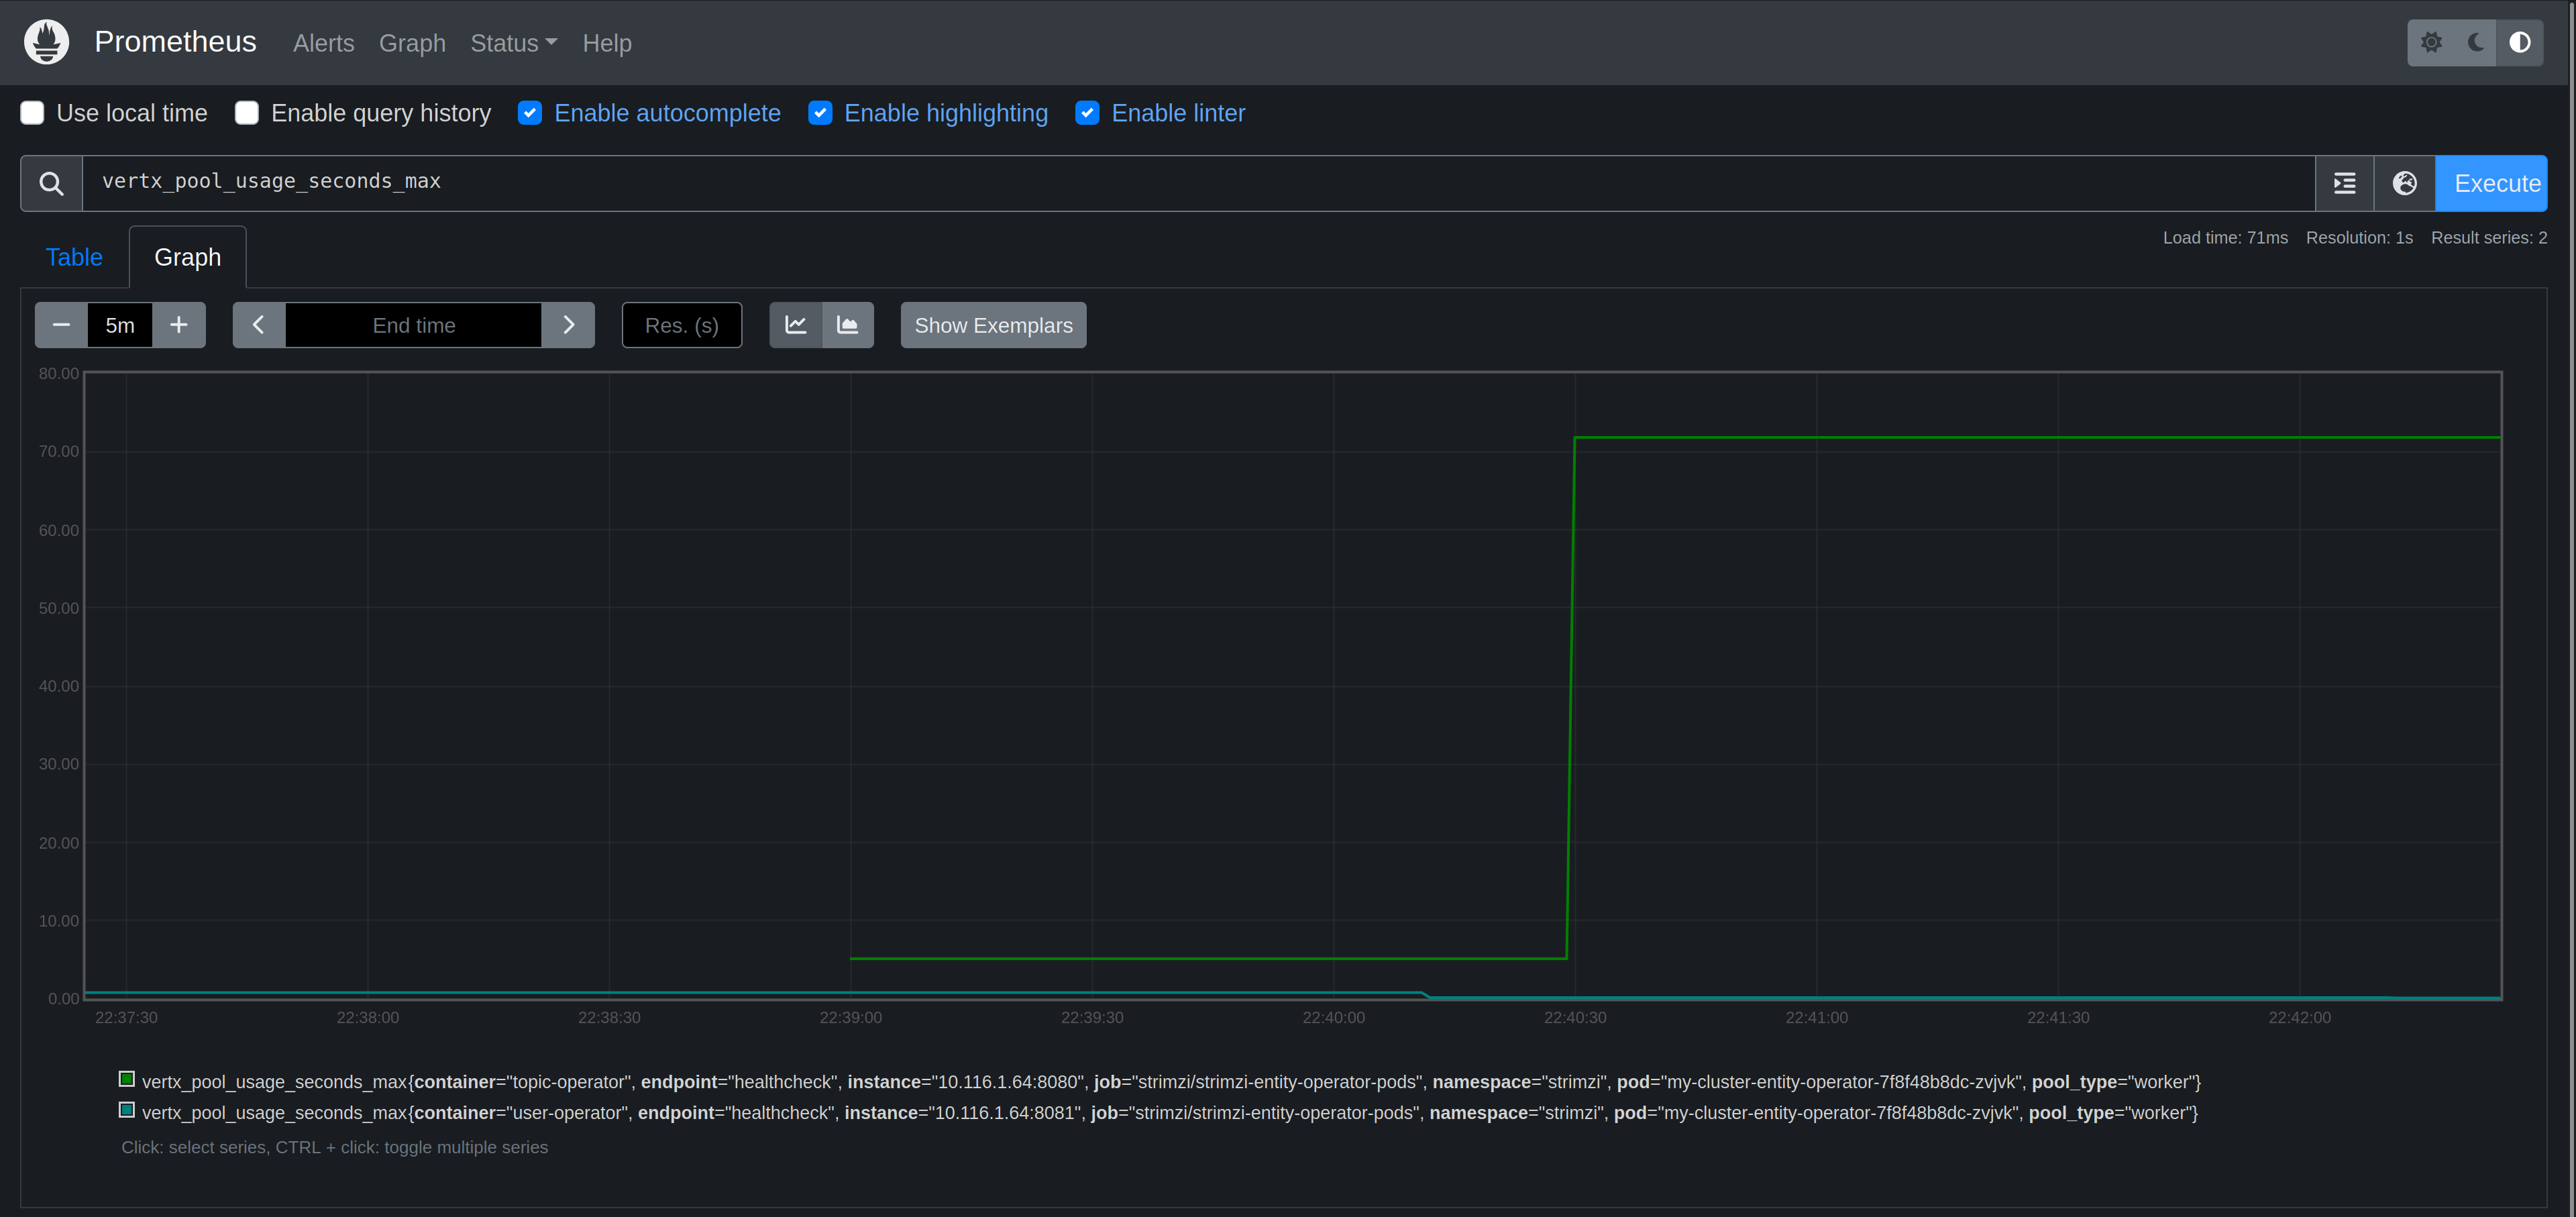 Prometheus Alerts Graph Status Help
Use local time Enable query history Enable autocomplete Enable highlighting Enable linter
vertx_pool_usage_seconds_max Execute
Table Graph Load time: 71ms Resolution: 1s Result series: 2
5m End time Res. (s) Show Exemplars
80.00
70.00
60.00
50.00
40.00
30.00
20.00
10.00
0.00
22:37:30 22:38:00 22:38:30 22:39:00 22:39:30 22:40:00 22:40:30 22:41:00 22:41:30 22:42:00
vertx_pool_usage_seconds_max{container="topic-operator", endpoint="healthcheck", instance="10.116.1.64:8080", job="strimzi/strimzi-entity-operator-pods", namespace="strimzi", pod="my-cluster-entity-operator-7f8f48b8dc-zvjvk", pool_type="worker"}
vertx_pool_usage_seconds_max{container="user-operator", endpoint="healthcheck", instance="10.116.1.64:8081", job="strimzi/strimzi-entity-operator-pods", namespace="strimzi", pod="my-cluster-entity-operator-7f8f48b8dc-zvjvk", pool_type="worker"}
Click: select series, CTRL + click: toggle multiple series